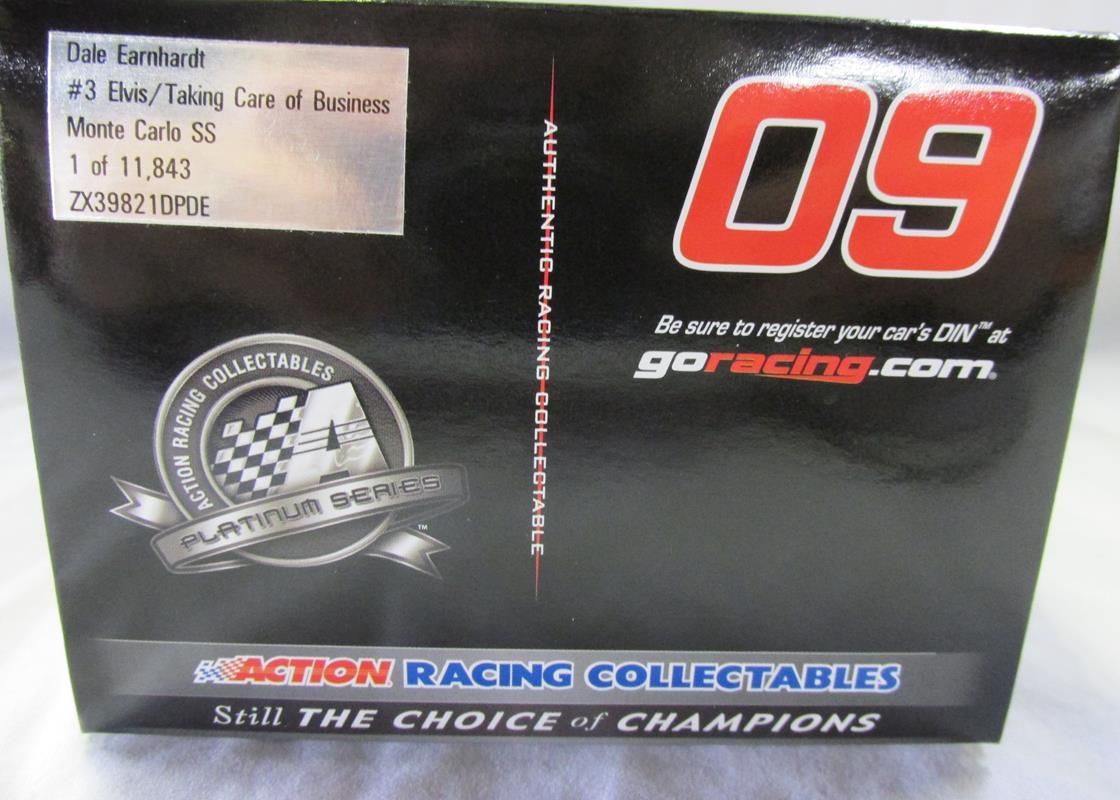 Dale Earnhardt
#3 Elvis/Taking Care of Business
Monte Carlo SS
1 of 11,843
ZX39821DPDE
AUTHENTIC RACING COLLECTABLE
09
Be sure to register your car's DIN™ at
goracing.com®
ACTION RACING COLLECTABLES
A
PLATINUM SERIES
™
ACTION RACING COLLECTABLES
Still THE CHOICE of CHAMPIONS